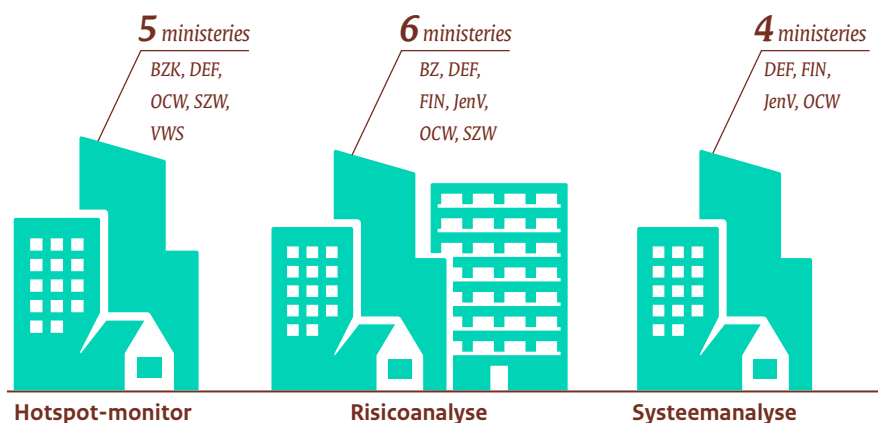 5 ministeries
BZK, DEF,
OCW, SZW,
VWS
Hotspot-monitor
6 ministeries
BZ, DEF,
FIN, JenV,
OCW, SZW
Risicoanalyse
4 ministeries
DEF, FIN,
JenV, OCW
Systeemanalyse